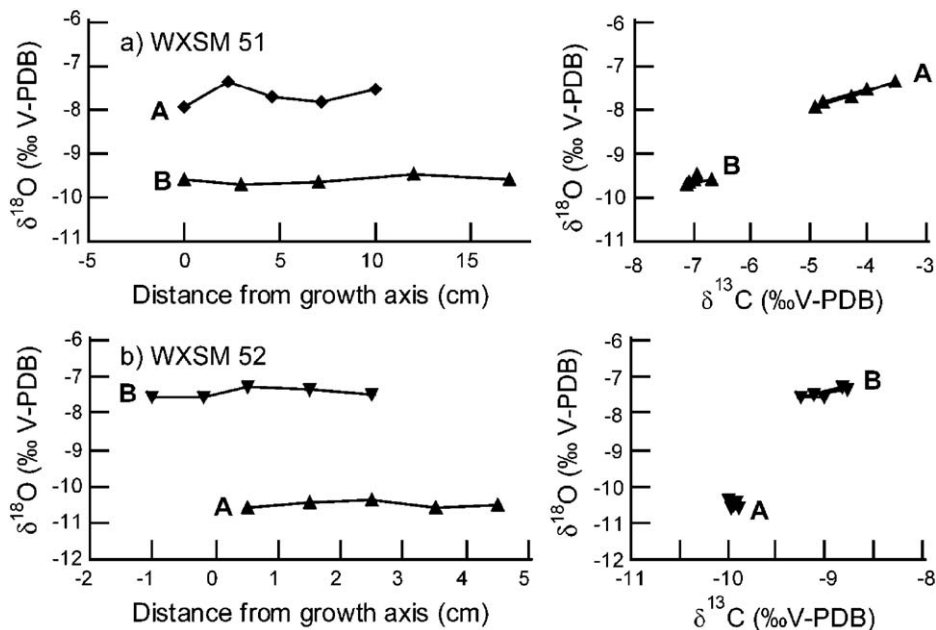 a) WXSM 51
δ18O (‰ V-PDB)
-6
-7
-8
-9
-10
-11
A
B
-5
0
5
10
15
Distance from growth axis (cm)
δ18O (‰ V-PDB)
-6
-7
-8
-9
-10
-11
A
B
-8
-7
-6
-5
-4
-3
δ13C (‰V-PDB)
b) WXSM 52
δ18O (‰ V-PDB)
-6
-7
-8
-9
-10
-11
-12
B
A
-2
-1
0
1
2
3
4
5
Distance from growth axis (cm)
δ18O (‰ V-PDB)
-6
-7
-8
-9
-10
-11
-12
B
A
-11
-10
-9
-8
δ13C (‰V-PDB)